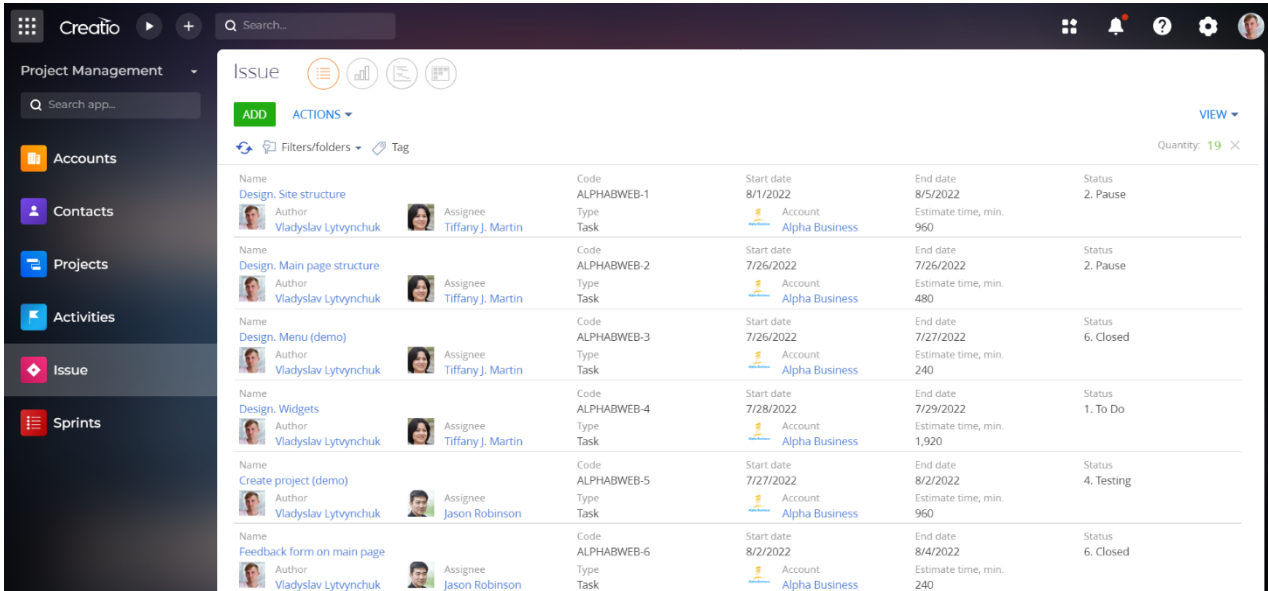 Creatio
Search...
Project Management
Search app...
Accounts
Contacts
Projects
Activities
Issue
Sprints
Issue
ADD ACTIONS VIEW
Filters/folders Tag Quantity: 19
Name Code Start date End date Status
Design. Site structure ALPHABWEB-1 8/1/2022 8/5/2022 2. Pause
Author Assignee Type Account Estimate time, min.
Vladyslav Lytvynchuk Tiffany J. Martin Task Alpha Business 960
Name Code Start date End date Status
Design. Main page structure ALPHABWEB-2 7/26/2022 7/26/2022 2. Pause
Author Assignee Type Account Estimate time, min.
Vladyslav Lytvynchuk Tiffany J. Martin Task Alpha Business 480
Name Code Start date End date Status
Design. Menu (demo) ALPHABWEB-3 7/26/2022 7/27/2022 6. Closed
Author Assignee Type Account Estimate time, min.
Vladyslav Lytvynchuk Tiffany J. Martin Task Alpha Business 240
Name Code Start date End date Status
Design. Widgets ALPHABWEB-4 7/28/2022 7/29/2022 1. To Do
Author Assignee Type Account Estimate time, min.
Vladyslav Lytvynchuk Tiffany J. Martin Task Alpha Business 1,920
Name Code Start date End date Status
Create project (demo) ALPHABWEB-5 7/27/2022 8/2/2022 4. Testing
Author Assignee Type Account Estimate time, min.
Vladyslav Lytvynchuk Jason Robinson Task Alpha Business 960
Name Code Start date End date Status
Feedback form on main page ALPHABWEB-6 8/2/2022 8/4/2022 6. Closed
Author Assignee Type Account Estimate time, min.
Vladyslav Lytvynchuk Jason Robinson Task Alpha Business 240